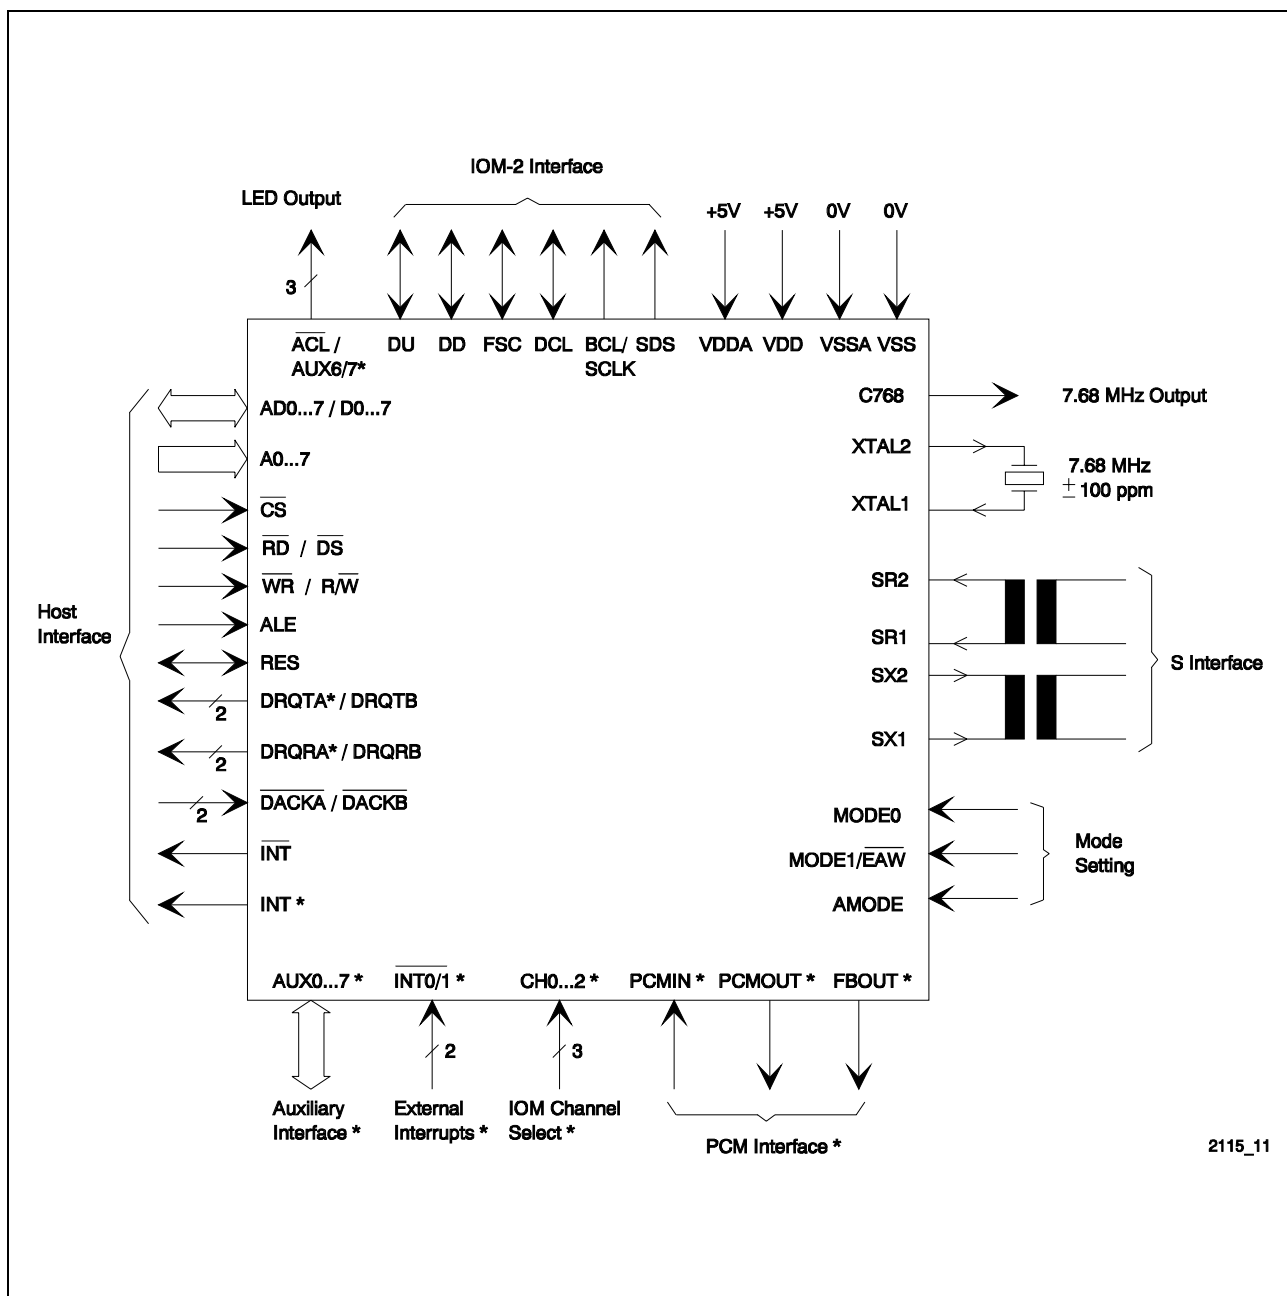 IOM-2 Interface
LED Output
+5V +5V 0V 0V
3
ACL / DU DD FSC DCL BCL/ SDS VDDA VDD VSSA VSS
AUX6/7* SCLK
C768 7.68 MHz Output
AD0...7 / D0...7
XTAL2
A0...7
7.68 MHz
± 100 ppm
XTAL1
CS
RD / DS
SR2
WR / R/W
Host
Interface
ALE
SR1
RES
S Interface
SX2
DRQTA* / DRQTB
2
SX1
DRQRA* / DRQRB
2
DACKA / DACKB
2
MODE0
Mode
Setting
INT
MODE1/EAW
INT *
AMODE
AUX0...7 * INT0/1 * CH0...2 * PCMIN * PCMOUT * FBOUT *
2 3
Auxiliary
Interface *
External
Interrupts *
IOM Channel
Select *
PCM Interface *
2115_11